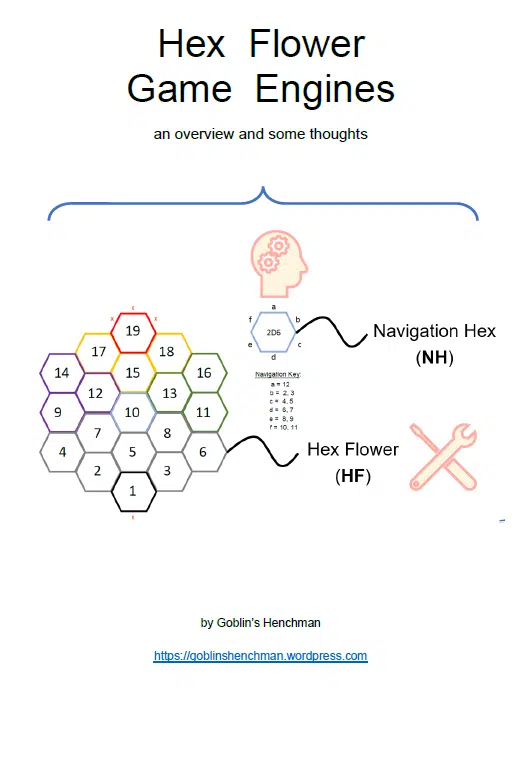 Hex Flower
Game Engines
an overview and some thoughts
a
f b
2D6
e c
d
Navigation Hex
(NH)
Navigation Key:
a = 12
b = 2, 3
c = 4, 5
d = 6, 7
e = 8, 9
f = 10, 11
x
x x
19
17 18
14 15 16
12 13
9 10 11
7 8
4 5 6
2 3
1
x
Hex Flower
(HF)
by Goblin's Henchman
https://goblinshenchman.wordpress.com